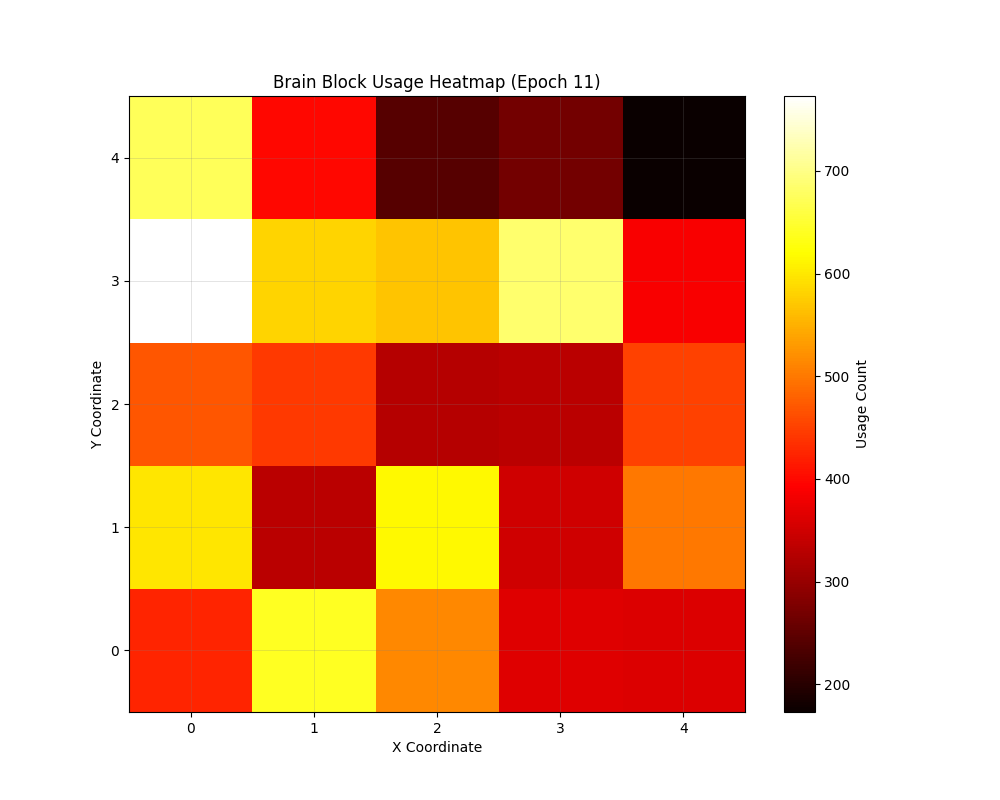 Brain Block Usage Heatmap (Epoch 11)
4
3
2
1
0
Y Coordinate
0 1 2 3 4
X Coordinate
700
600
500
400
300
200
Usage Count